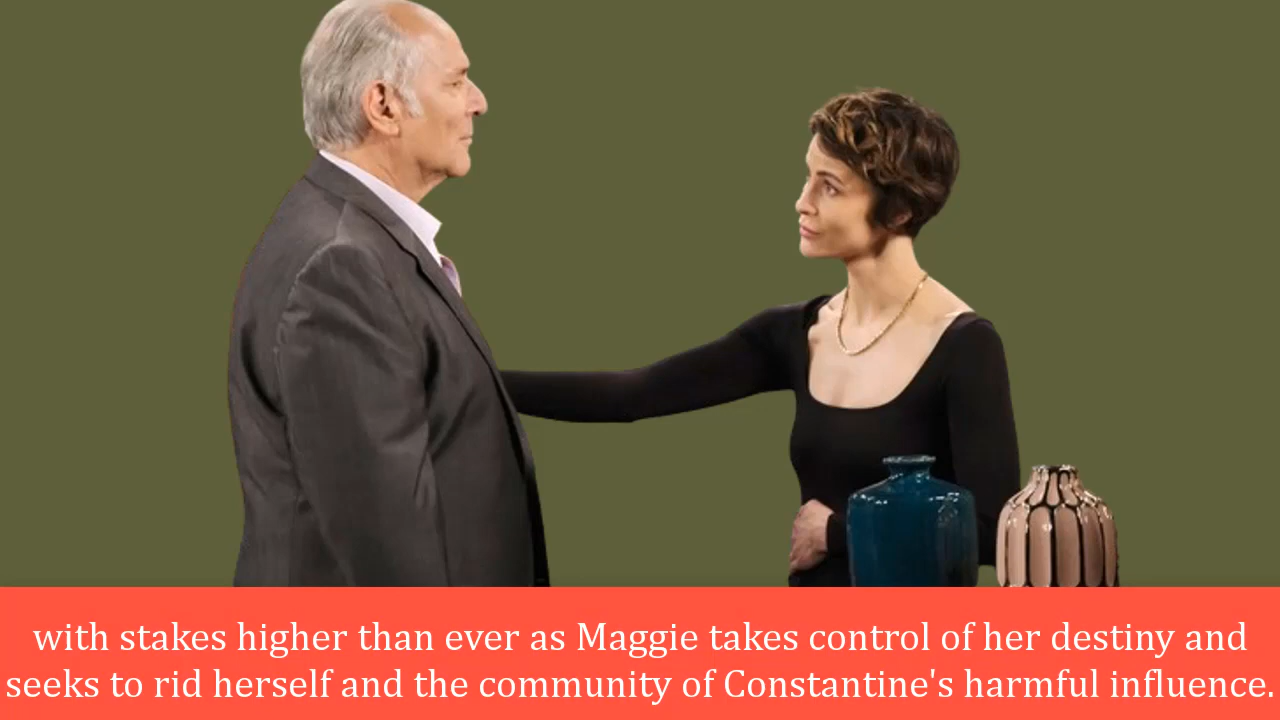 with stakes higher than ever as Maggie takes control of her destiny and
seeks to rid herself and the community of Constantine's harmful influence.